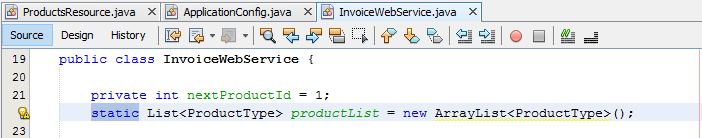 ProductsResource.java ApplicationConfig.java InvoiceWebService.java
Source Design History
19 public class InvoiceWebService {
20
21 private int nextProductId = 1;
static List<ProductType> productList = new ArrayList<ProductType>();
23